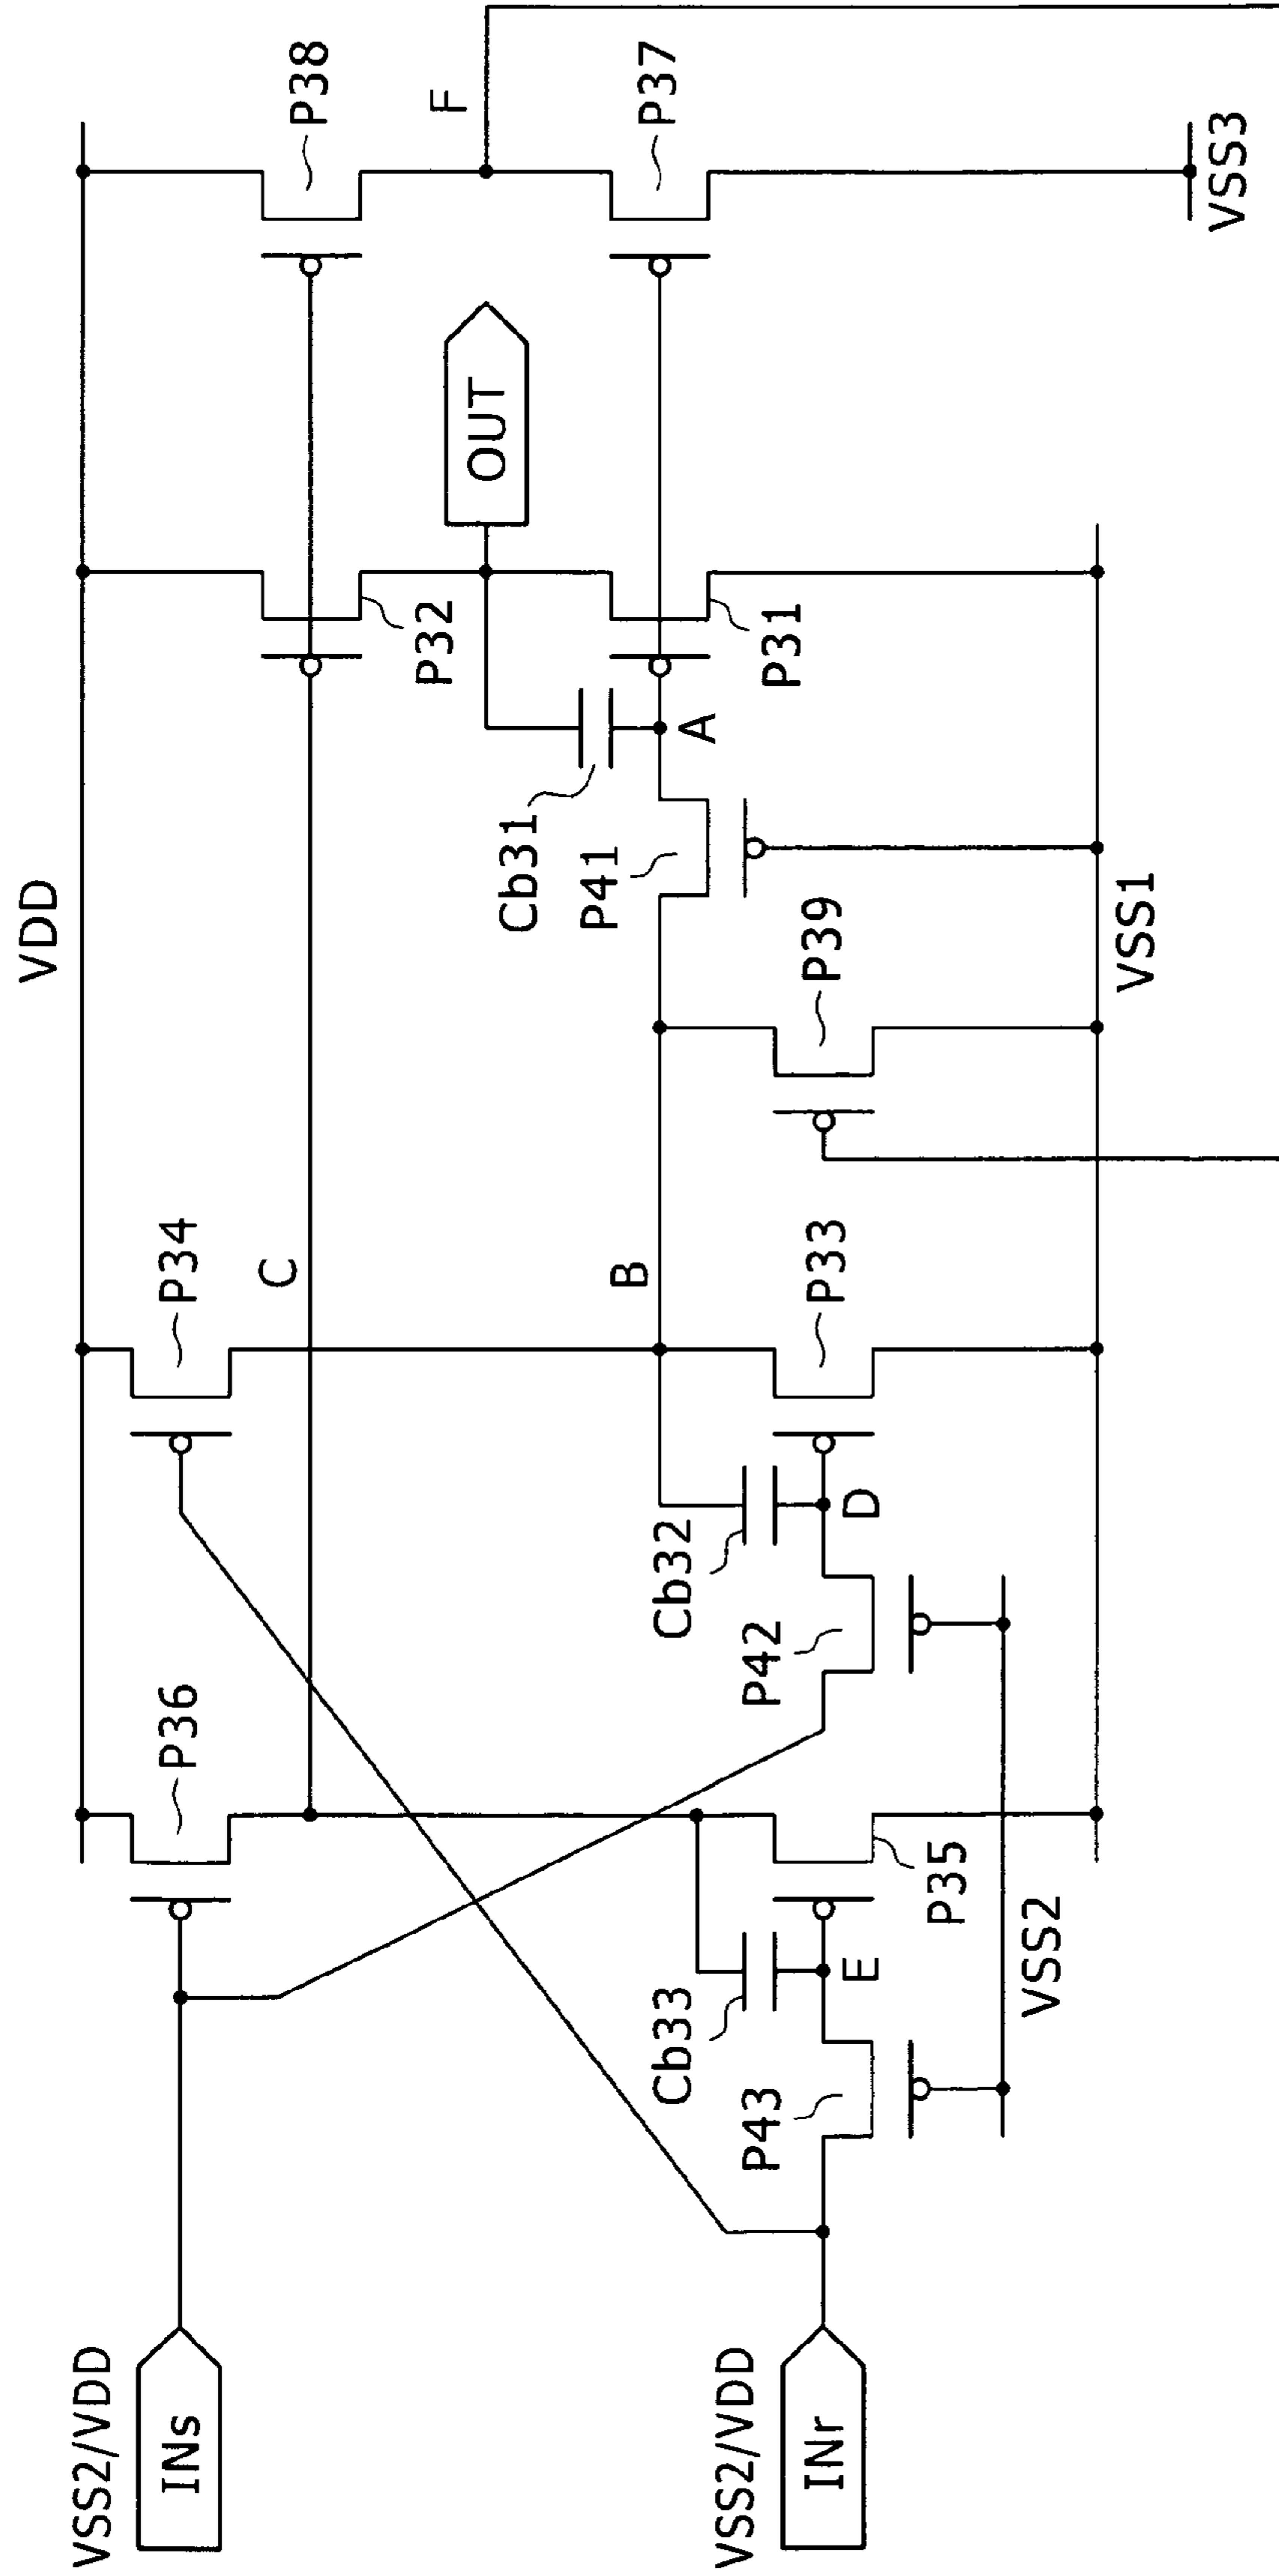 VDD
P36
P34
P38
C
P32
F
OUT
Cb31
A
P37
P41
B
P31
Cb33
Cb32
P43
P42
P33
P39
E
D
P35
VSS2
VSS1
VSS3
VSS2/VDD
INs
VSS2/VDD
INr